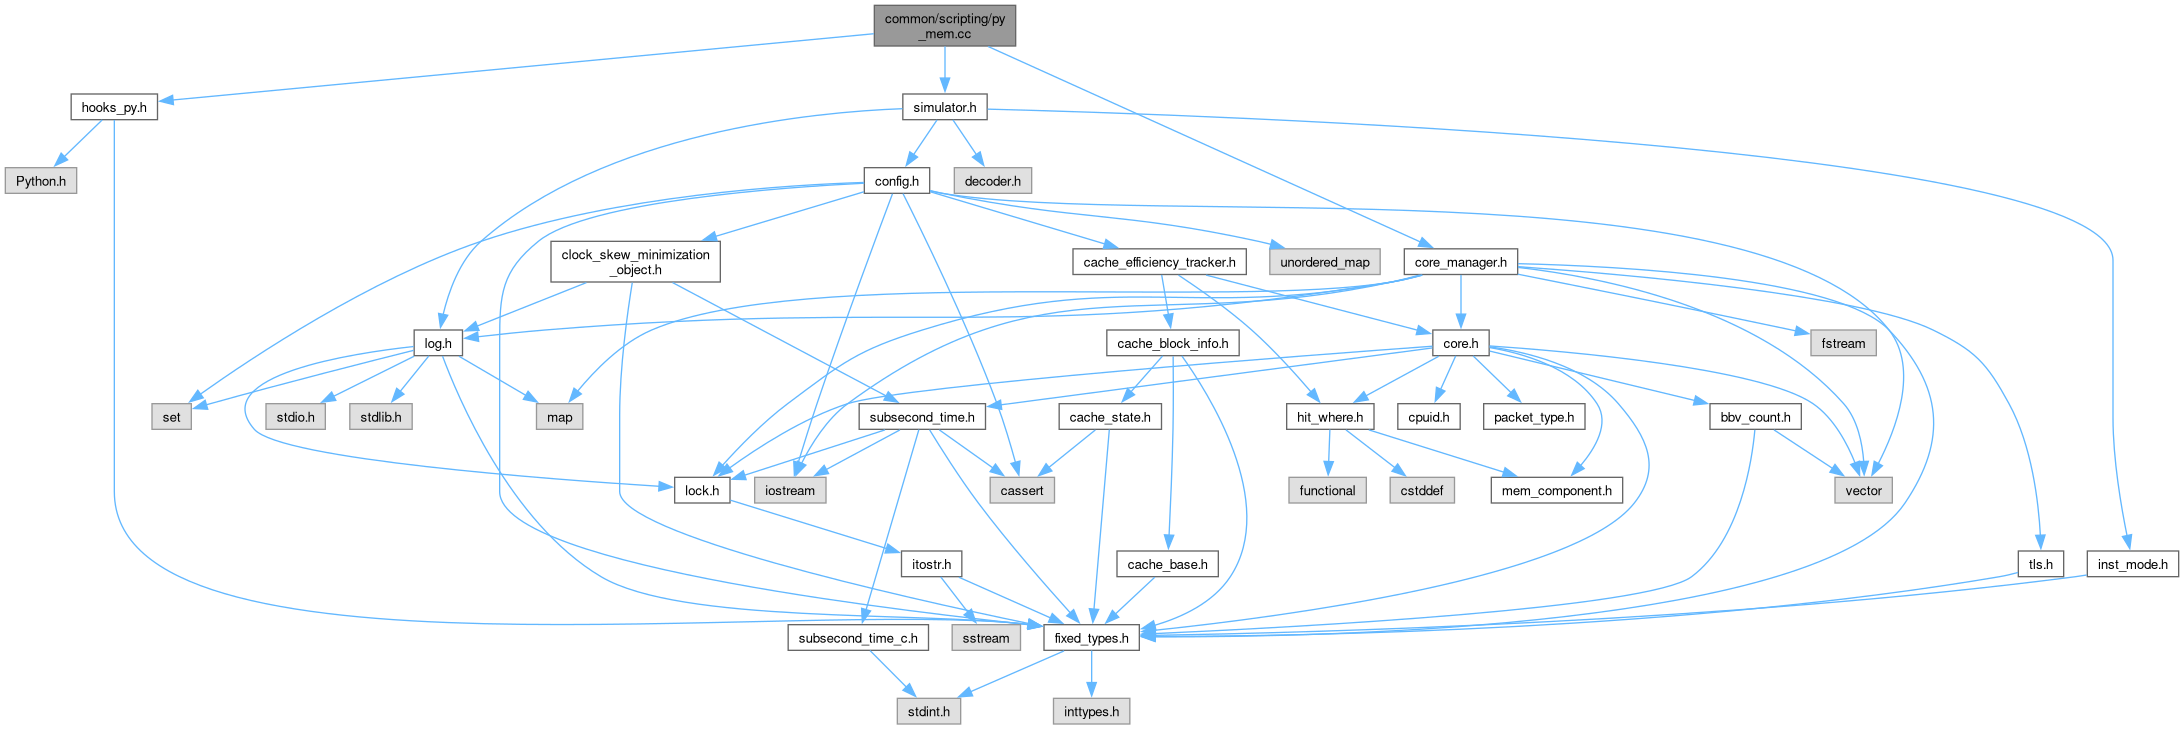 common/scripting/py
_mem.cc
hooks_py.h
simulator.h
Python.h
config.h
decoder.h
clock_skew_minimization
_object.h
cache_efficiency_tracker.h
unordered_map
core_manager.h
log.h
cache_block_info.h
core.h
fstream
set
stdio.h
stdlib.h
map
subsecond_time.h
cache_state.h
hit_where.h
cpuid.h
packet_type.h
bbv_count.h
lock.h
iostream
cassert
functional
cstddef
mem_component.h
vector
itostr.h
cache_base.h
tls.h
inst_mode.h
subsecond_time_c.h
sstream
fixed_types.h
stdint.h
inttypes.h